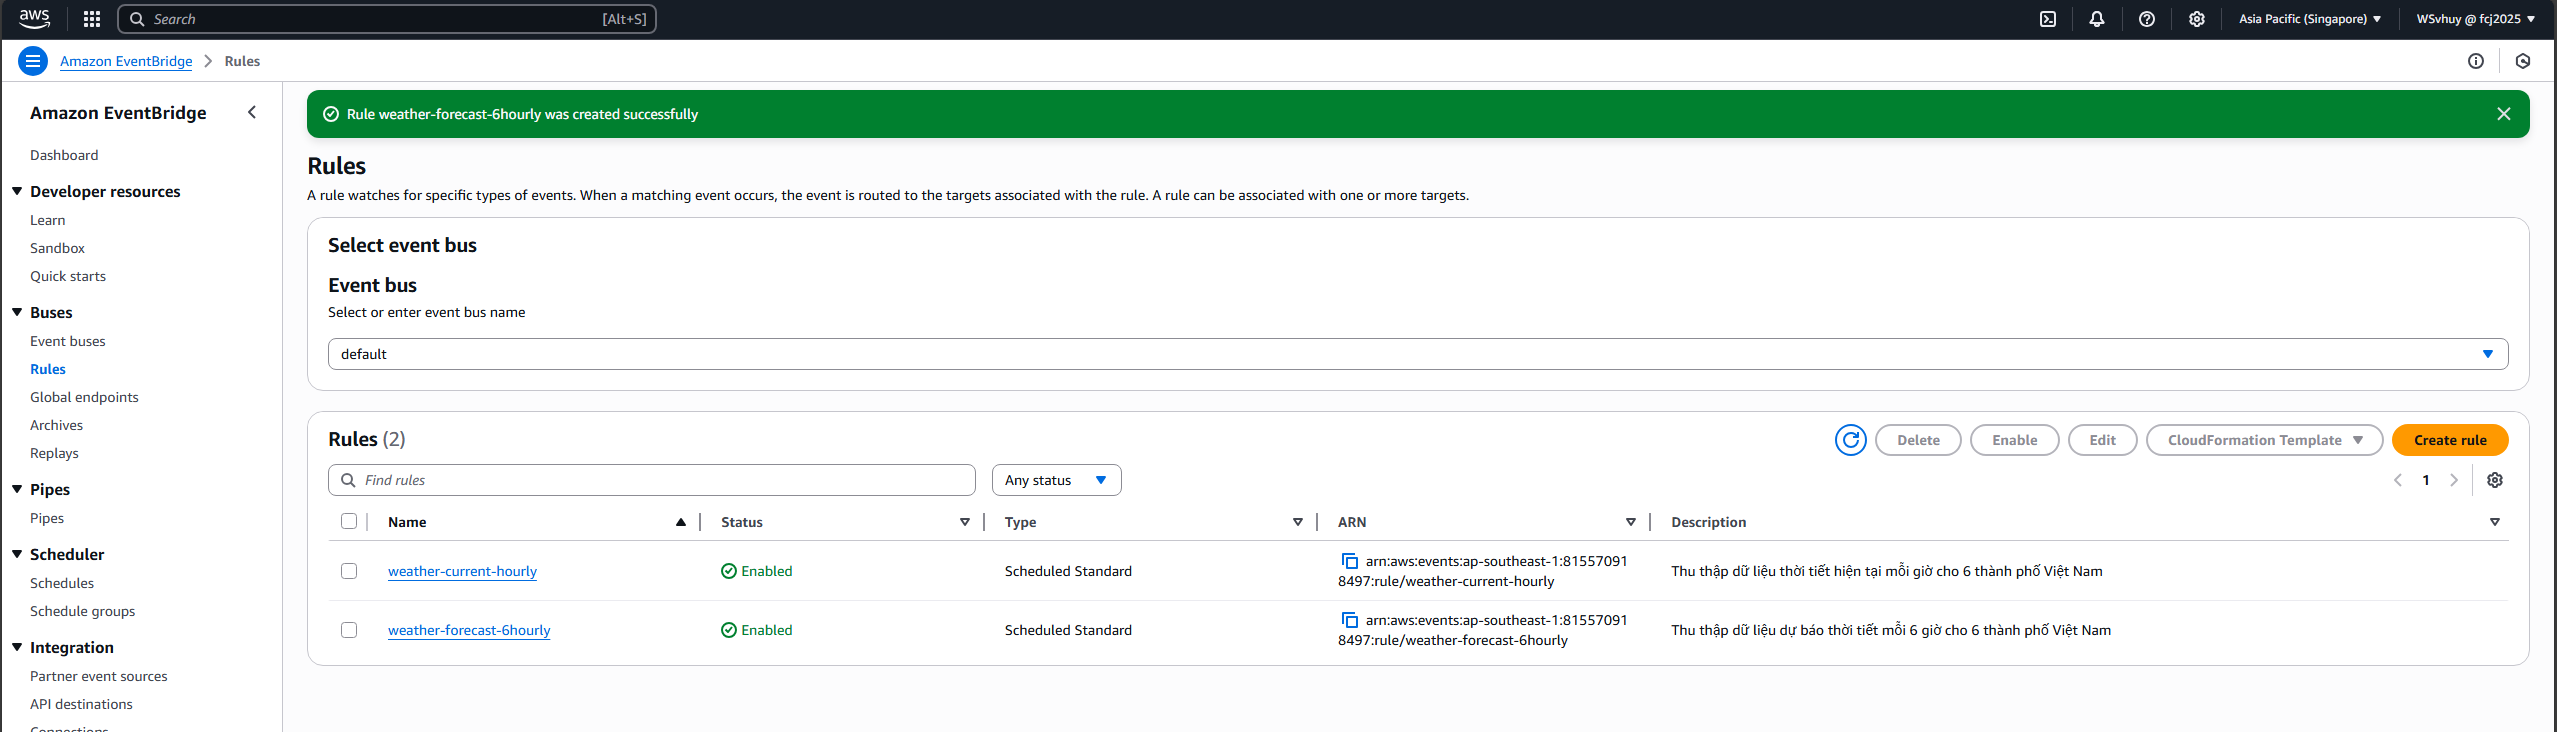 aws
Search
[Alt+S]
Asia Pacific (Singapore)
WSvhuy @ fcj2025
Amazon EventBridge
Rules
Amazon EventBridge
Dashboard
Developer resources
Learn
Sandbox
Quick starts
Buses
Event buses
Rules
Global endpoints
Archives
Replays
Pipes
Pipes
Scheduler
Schedules
Schedule groups
Integration
Partner event sources
API destinations
Connections
Rule weather-forecast-6hourly was created successfully
Rules
A rule watches for specific types of events. When a matching event occurs, the event is routed to the targets associated with the rule. A rule can be associated with one or more targets.
Select event bus
Event bus
Select or enter event bus name
default
Rules (2)
Delete
Enable
Edit
CloudFormation Template
Create rule
Find rules
Any status
1
Name
Status
Type
ARN
Description
weather-current-hourly
Enabled
Scheduled Standard
arn:aws:events:ap-southeast-1:81557091
8497:rule/weather-current-hourly
Thu thập dữ liệu thời tiết hiện tại mỗi giờ cho 6 thành phố Việt Nam
weather-forecast-6hourly
Enabled
Scheduled Standard
arn:aws:events:ap-southeast-1:81557091
8497:rule/weather-forecast-6hourly
Thu thập dữ liệu dự báo thời tiết mỗi 6 giờ cho 6 thành phố Việt Nam